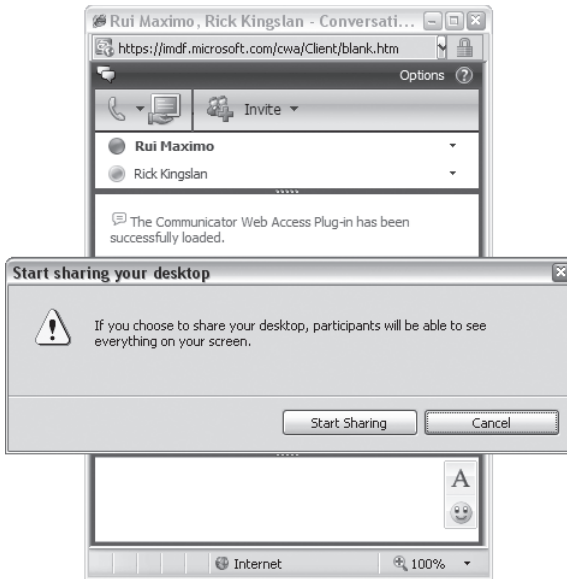 Rui Maximo, Rick Kingslan - Conversati...
https://imdf.microsoft.com/cwa/Client/blank.htm
Options ?
Invite
Rui Maximo
Rick Kingslan
The Communicator Web Access Plug-in has been
successfully loaded.
Start sharing your desktop
If you choose to share your desktop, participants will be able to see
everything on your screen.
Start Sharing Cancel
A
Internet 100%